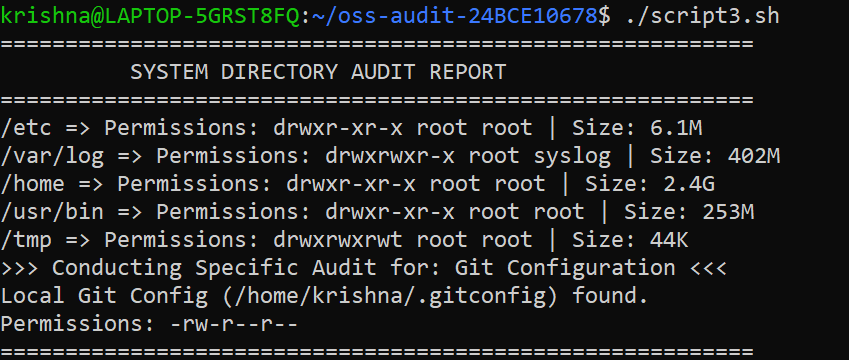 krishna@LAPTOP-5GRST8FQ:~/oss-audit-24BCE10678$ ./script3.sh
==========================================================
          SYSTEM DIRECTORY AUDIT REPORT
==========================================================
/etc => Permissions: drwxr-xr-x root root | Size: 6.1M
/var/log => Permissions: drwxrwxr-x root syslog | Size: 402M
/home => Permissions: drwxr-xr-x root root | Size: 2.4G
/usr/bin => Permissions: drwxr-xr-x root root | Size: 253M
/tmp => Permissions: drwxrwxrwt root root | Size: 44K
>>> Conducting Specific Audit for: Git Configuration <<<
Local Git Config (/home/krishna/.gitconfig) found.
Permissions: -rw-r--r--
==========================================================